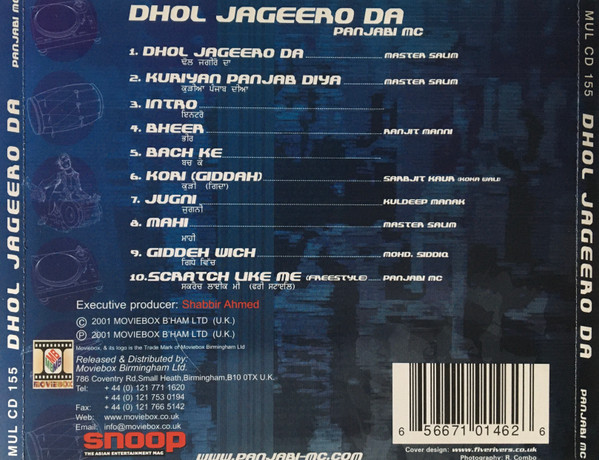 DHOL JAGEERO DA
PANJABI MC
1. DHOL JAGEERO DA MASTER SALIM
ਢੋਲ ਜਗੀਰੋ ਦਾ
2. KURIYAN PANJAB DIYA MASTER SALIM
ਕੁੜੀਆ ਪੰਜਾਬ ਦੀਆ
3. INTRO
ਇਨਟਰੋ
4. BHEER RANJIT MANNI
ਭੀਰ
5. BACH KE
ਬਚ ਕੇ
6. KORI (GIDDAH) SARBJIT KAUR (KOKA WALI)
ਕੁੜੀ (ਗਿਦਾ)
7. JUGNI KULDEEP MANAK
ਜੁਗਨੀ
8. MAHI MASTER SALIM
ਮਾਹੀ
9. GIDDEH WICH MOHD. SIDDIQ
ਗਿਧੇ ਵਿੱਚ
10. SCRATCH LIKE ME (FREESTYLE) PANJABI MC
ਸਕਰੈਚ ਲਾਈਕ ਮੀ (ਫਰੀ ਸਟਾਈਲ)
Executive producer: Shabbir Ahmed
© 2001 MOVIEBOX B'HAM LTD (U.K.)
℗ 2001 MOVIEBOX B'HAM LTD (U.K.)
Moviebox, & its logo is the Trade Mark of Moviebox Birmingham Ltd
MOVIEBOX
Released & Distributed by:
Moviebox Birmingham Ltd.
786 Coventry Rd,Small Heath,Birmingham,B10 0TX U.K.
Tel: + 44 (0) 121 771 1620
+ 44 (0) 121 753 0194
Fax: + 44 (0) 121 766 5142
Web: www.moviebox.co.uk
Email: info@moviebox.co.uk
snoop
THE ASIAN ENTERTAINMENT MAG
WWW.PANJABI-MC.COM
6 56671 01462 6
Cover design: www.fiverivers.co.uk
Photography: R. Combo
MUL CD 155 DHOL JAGEERO DA PANJABI MC
MUL CD 155 DHOL JAGEERO DA PANJABI MC